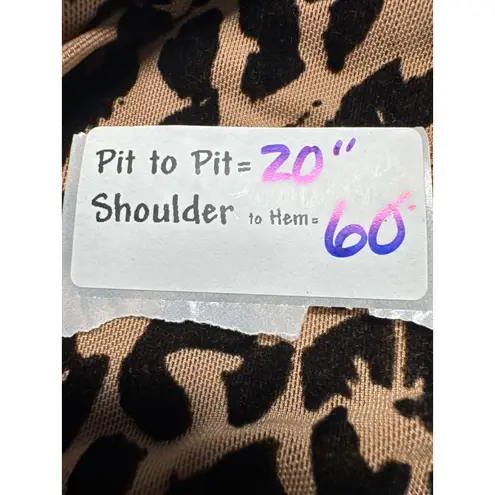 Pit to Pit= 20"
Shoulder to Hem= 60"